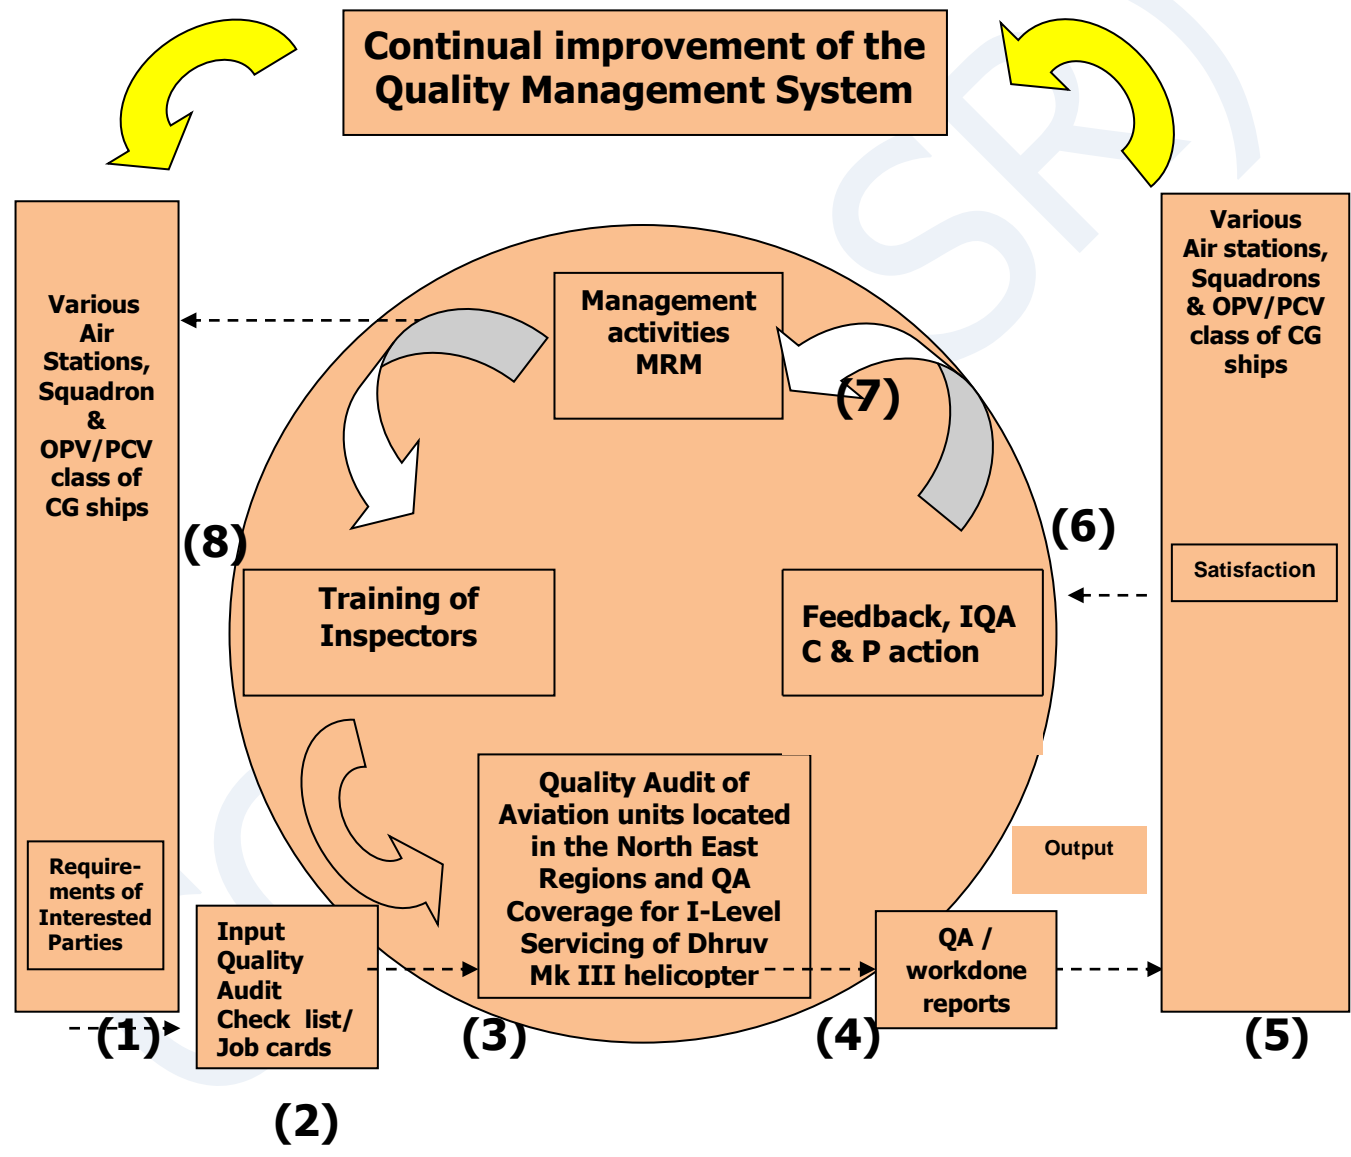 Continual improvement of the
Quality Management System
Various
Air
Stations,
Squadron
&
OPV/PCV
class of
CG ships
Require-
ments of
Interested
Parties
(1)
Input
Quality
Audit
Check list/
Job cards
(2)
(8)
Management
activities
MRM
(7)
Training of
Inspectors
Feedback, IQA
C & P action
(6)
Quality Audit of
Aviation units located
in the North East
Regions and QA
Coverage for I-Level
Servicing of Dhruv
Mk III helicopter
(3)
(4)
Output
QA /
workdone
reports
Various
Air stations,
Squadrons
& OPV/PCV
class of CG
ships
Satisfaction
(5)
SR)